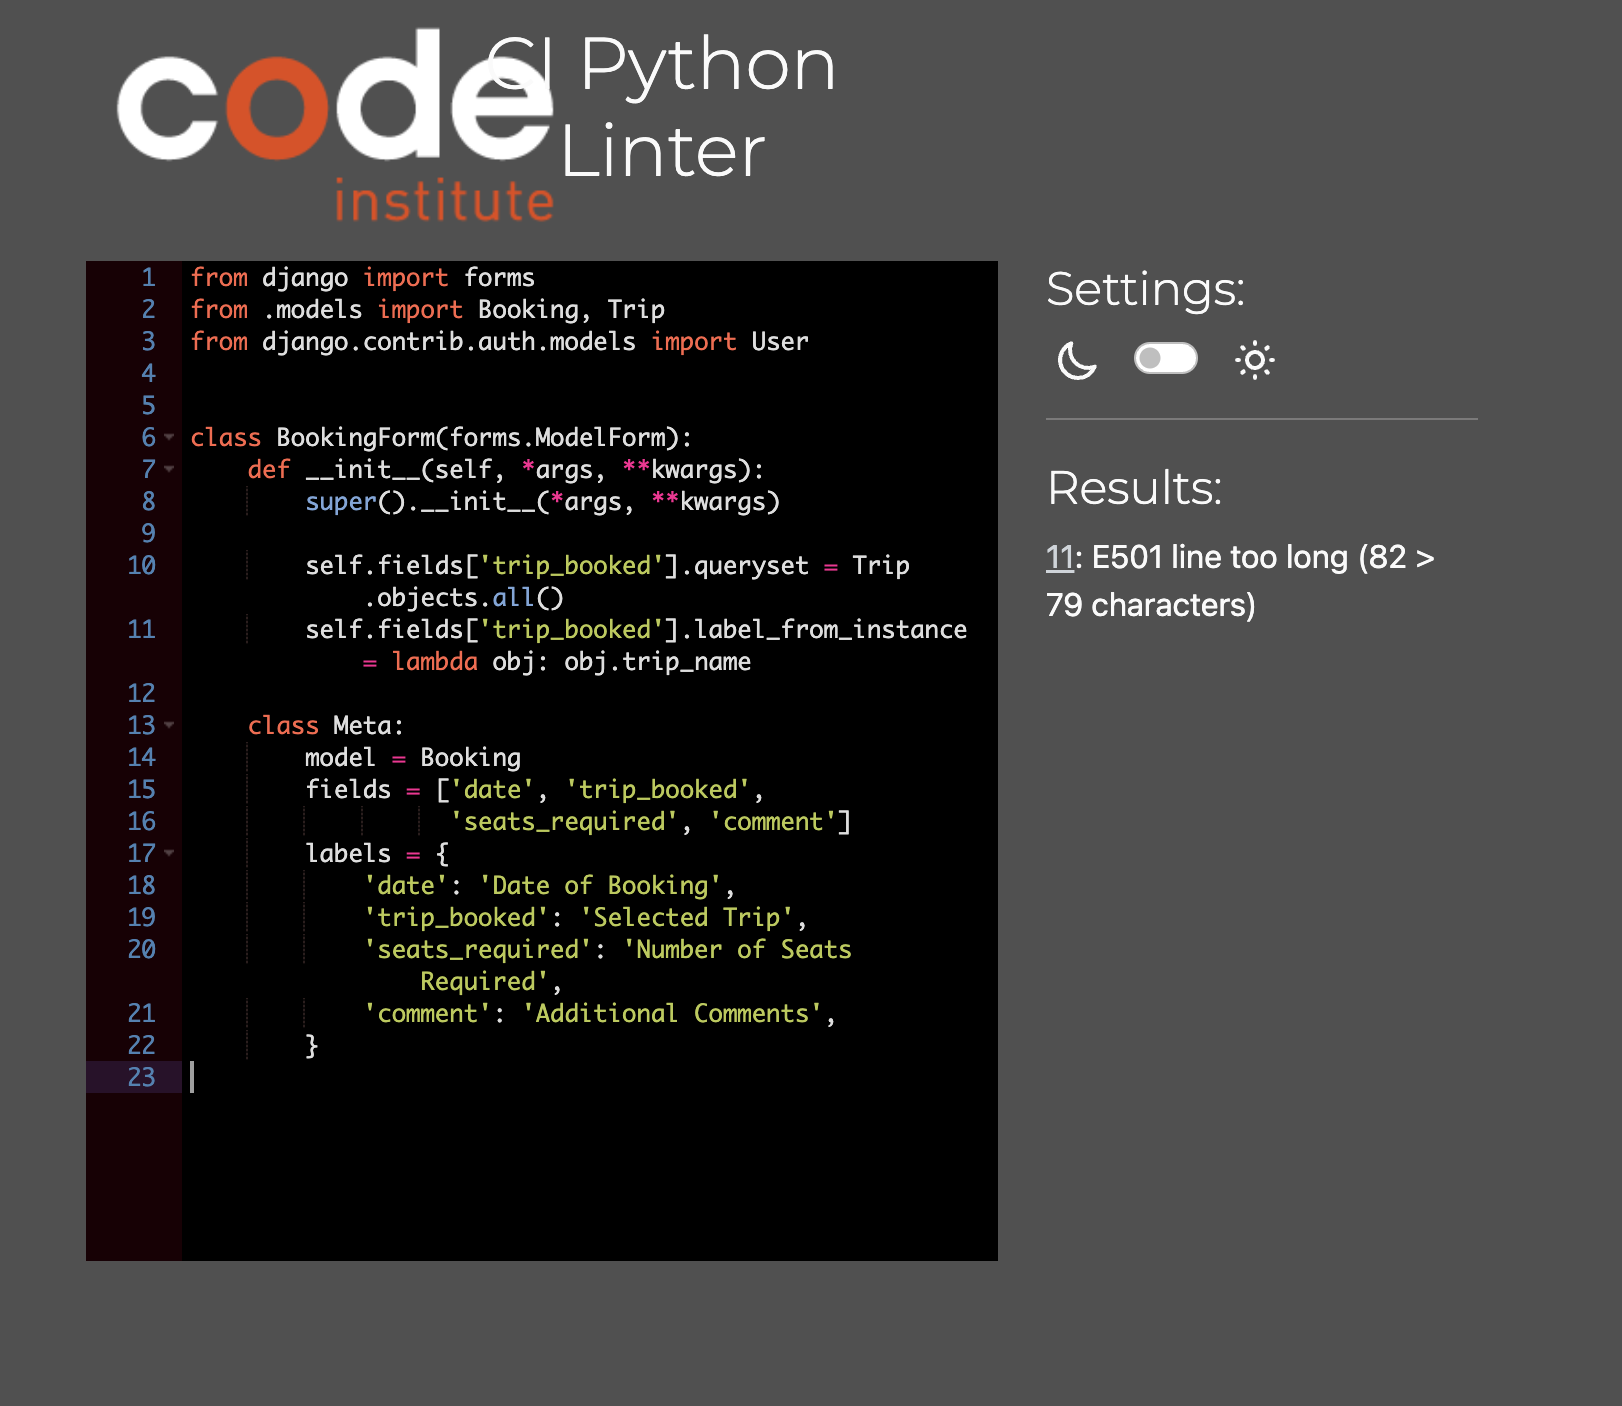 code
institute
CI Python
Linter
1 from django import forms
2 from .models import Booking, Trip
3 from django.contrib.auth.models import User
4
5
6 class BookingForm(forms.ModelForm):
7     def __init__(self, *args, **kwargs):
8         super().__init__(*args, **kwargs)
9
10         self.fields['trip_booked'].queryset = Trip
            .objects.all()
11         self.fields['trip_booked'].label_from_instance
            = lambda obj: obj.trip_name
12
13     class Meta:
14         model = Booking
15         fields = ['date', 'trip_booked',
16                   'seats_required', 'comment']
17         labels = {
18             'date': 'Date of Booking',
19             'trip_booked': 'Selected Trip',
20             'seats_required': 'Number of Seats
                Required',
21             'comment': 'Additional Comments',
22         }
23
Settings:
Results:
11: E501 line too long (82 >
79 characters)